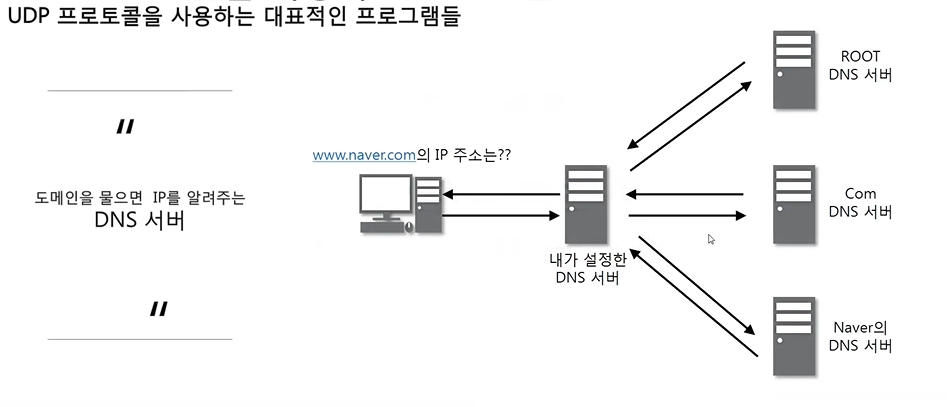 UDP 프로토콜을 사용하는 대표적인 프로그램들
"
도메인을 물으면 IP를 알려주는
DNS 서버
"
www.naver.com의 IP 주소는??
내가 설정한
DNS 서버
ROOT
DNS 서버
Com
DNS 서버
Naver의
DNS 서버